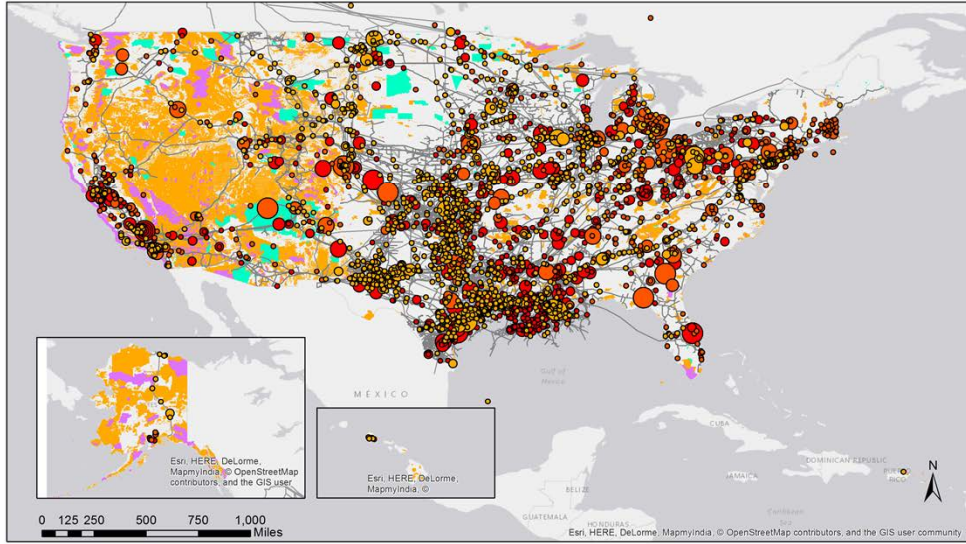 Gulf of
Mexico
MÉXICO
CUBA
DOMINICAN REPUBLIC
PUERTO
RICO
JAMAICA
BELIZE
Caribbean
Sea
GUATEMALA
HONDURAS
Esri, HERE, DeLorme,
MapmyIndia, © OpenStreetMap
contributors, and the GIS user
Esri, HERE, DeLorme,
MapmyIndia, ©
N
0 125 250 500 750 1,000
Miles
Esri, HERE, DeLorme, MapmyIndia, © OpenStreetMap contributors, and the GIS user community